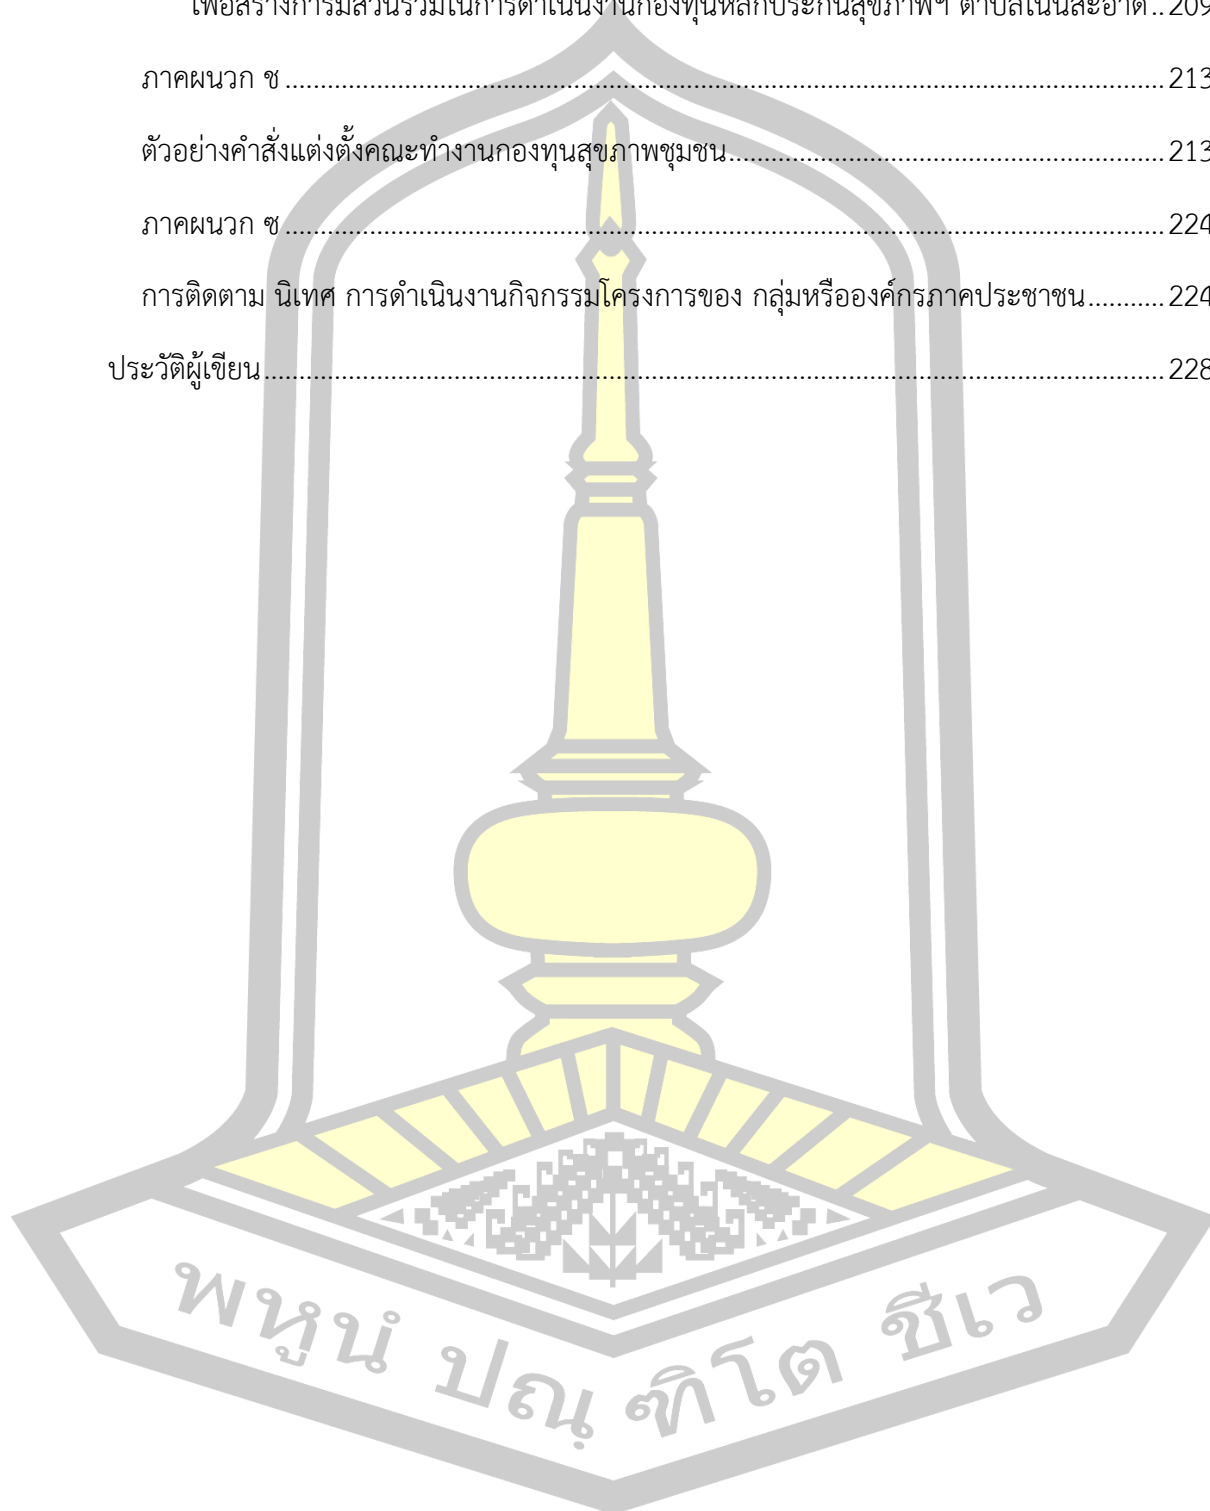 เพื่อสร้างการมีส่วนร่วมในการดำเนินงานกองทุนหลักประกันสุขภาพฯ ตำบลโนนสะอาด .. 209
ภาคผนวก ช ........................................................................................................................... 213
ตัวอย่างคำสั่งแต่งตั้งคณะทำงานกองทุนสุขภาพชุมชน ............................................................. 213
ภาคผนวก ซ ........................................................................................................................... 224
การติดตาม นิเทศ การดำเนินงานกิจกรรมโครงการของ กลุ่มหรือองค์กรภาคประชาชน ........... 224
ประวัติผู้เขียน .............................................................................................................................. 228
พหูนํ ปณฺฑิโต ชีเว